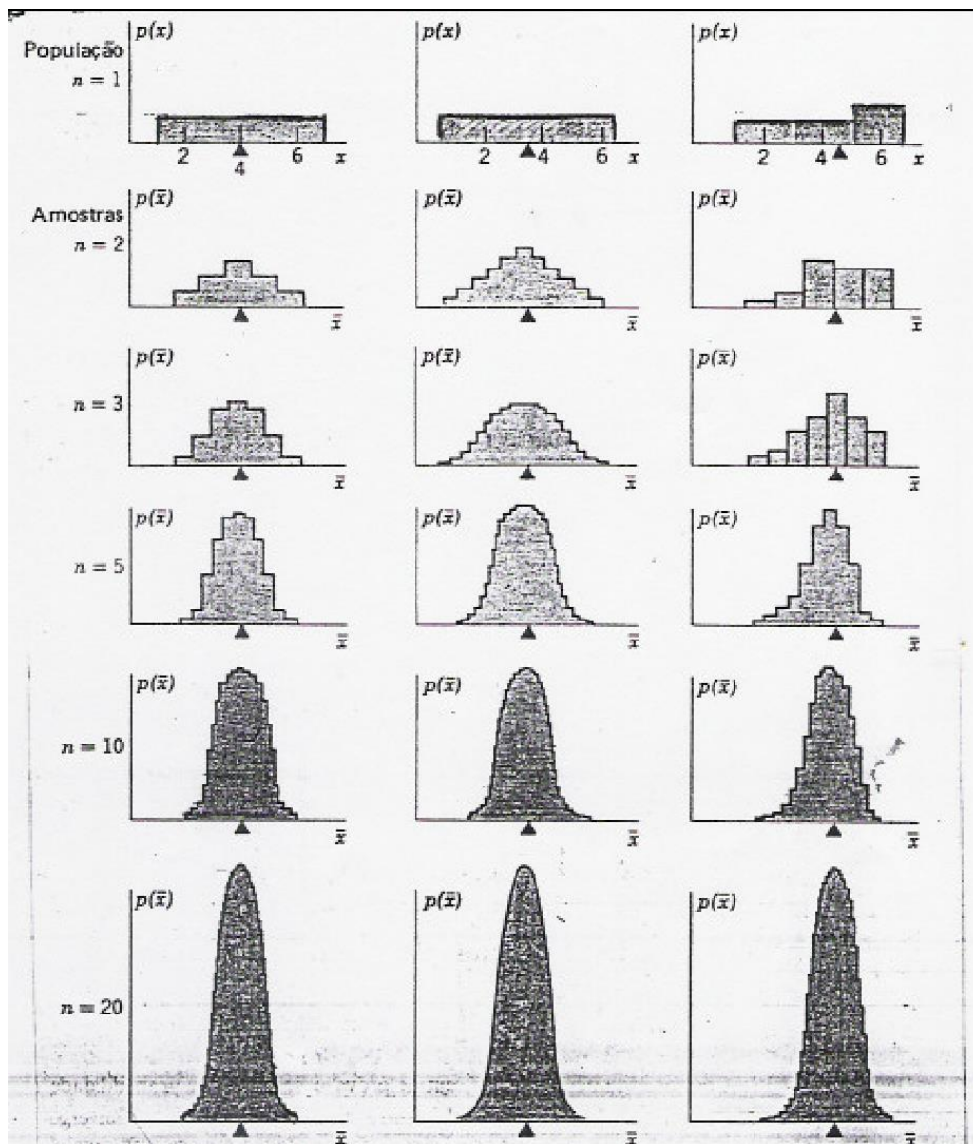 p(x) p(x) p(x)
População
n = 1
2 4 6 x 2 4 6 x 2 4 6 x
p(x̄) p(x̄) p(x̄)
Amostras
n = 2
x̄ x̄ x̄
p(x̄) p(x̄) p(x̄)
n = 3
x̄ x̄ x̄
p(x̄) p(x̄) p(x̄)
n = 5
x̄ x̄ x̄
p(x̄) p(x̄) p(x̄)
n = 10
x̄ x̄ x̄
p(x̄) p(x̄) p(x̄)
n = 20
x̄ x̄ x̄